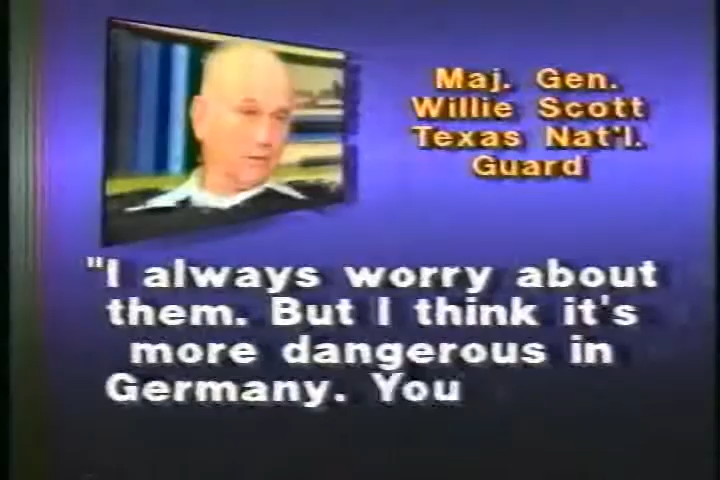 Maj. Gen.
Willie Scott
Texas Nat'l.
Guard
"I always worry about
them. But I think it's
more dangerous in
Germany. You